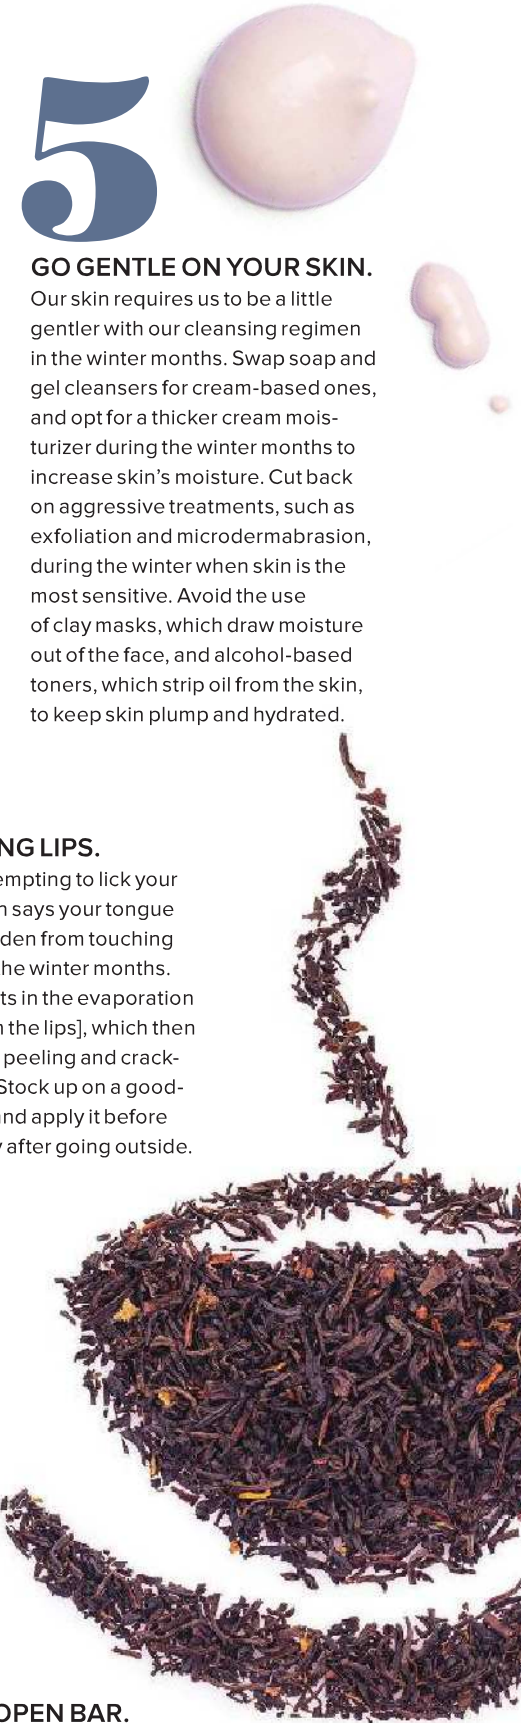 5
GO GENTLE ON YOUR SKIN.
Our skin requires us to be a little
gentler with our cleansing regimen
in the winter months. Swap soap and
gel cleansers for cream-based ones,
and opt for a thicker cream mois-
turizer during the winter months to
increase skin's moisture. Cut back
on aggressive treatments, such as
exfoliation and microdermabrasion,
during the winter when skin is the
most sensitive. Avoid the use
of clay masks, which draw moisture
out of the face, and alcohol-based
toners, which strip oil from the skin,
to keep skin plump and hydrated.
NG LIPS.
empting to lick your
n says your tongue
den from touching
he winter months.
ts in the evaporation
n the lips], which then
peeling and crack-
Stock up on a good-
nd apply it before
y after going outside.
OPEN BAR.